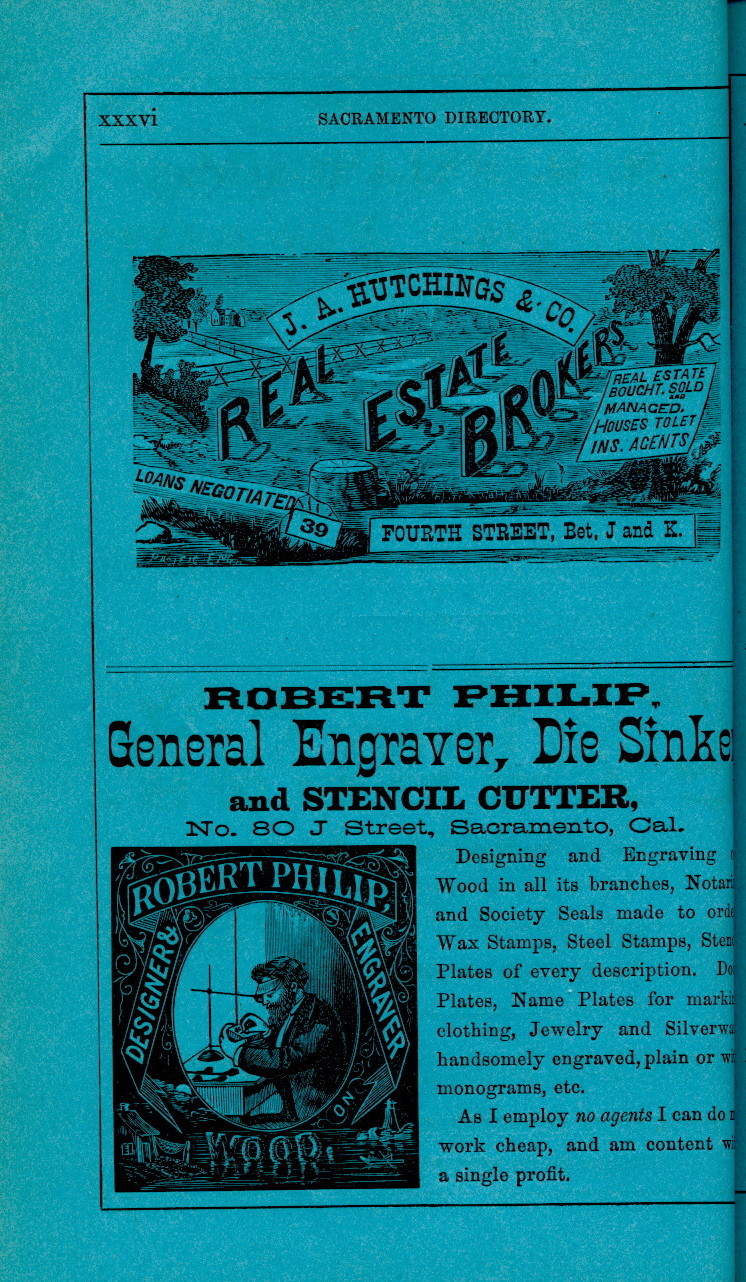 xxxvi SACRAMENTO DIRECTORY.
J. A. HUTCHINGS & CO.
REAL ESTATE BROKERS
REAL ESTATE
BOUGHT. SOLD
AND
MANAGED.
HOUSES TO LET
INS. AGENTS
LOANS NEGOTIATED
39 FOURTH STREET, Bet. J and K.
ROBERT PHILIP,
General Engraver, Die Sinke
and STENCIL CUTTER,
No. 80 J Street, Sacramento, Cal.
ROBERT PHILIP,
DESIGNER &
ENGRAVER
ON
WOOD.
Designing and Engraving
Wood in all its branches, Notari
and Society Seals made to orde
Wax Stamps, Steel Stamps, Sten
Plates of every description. Do
Plates, Name Plates for marki
clothing, Jewelry and Silverwa
handsomely engraved, plain or wi
monograms, etc.
As I employ no agents I can do
work cheap, and am content wi
a single profit.